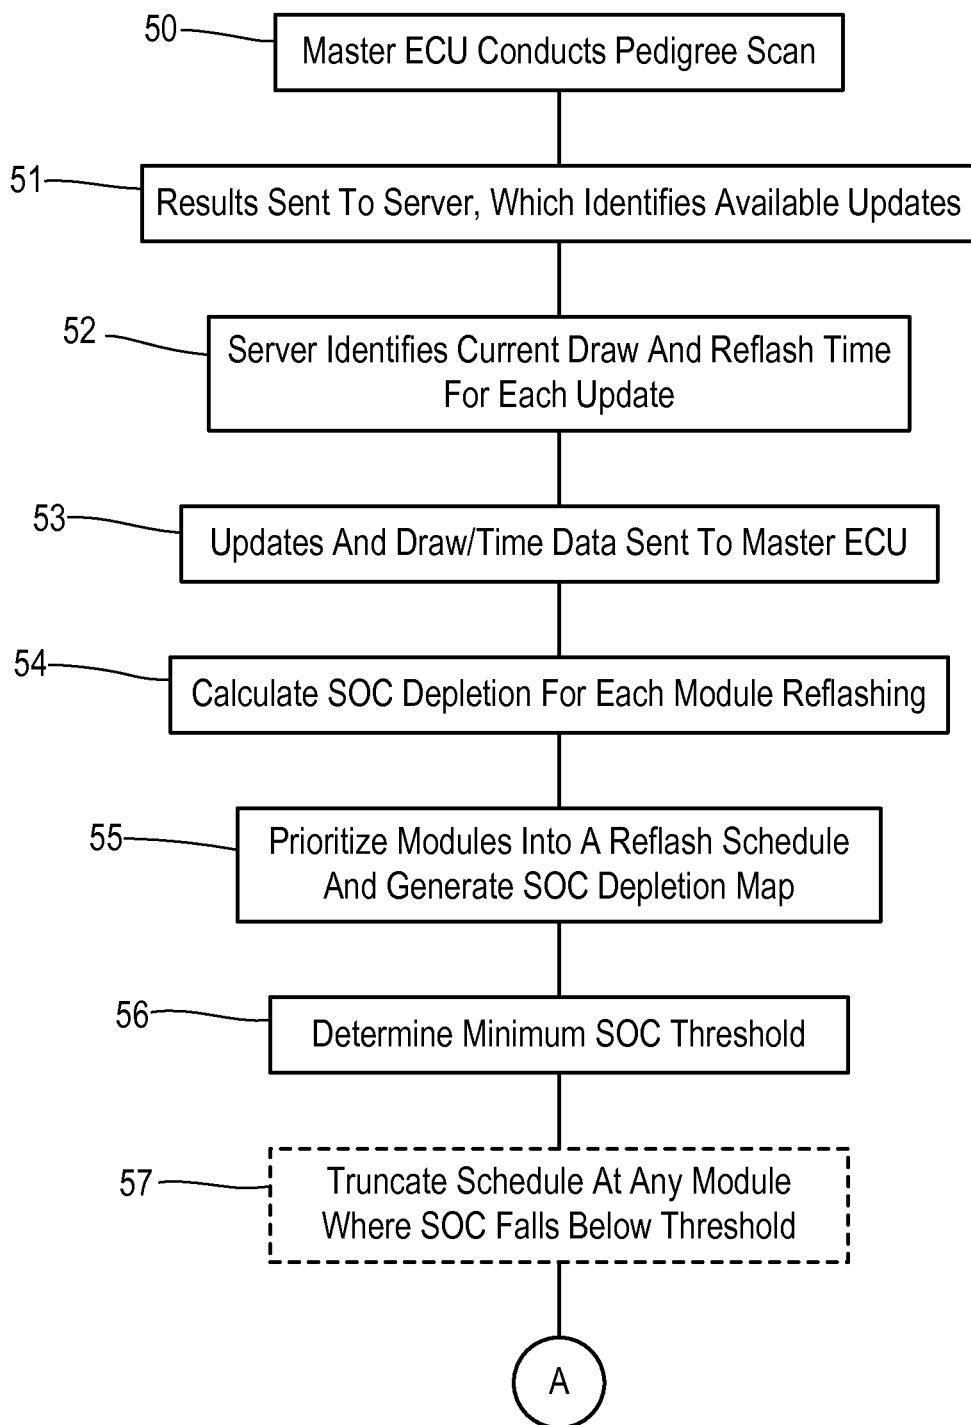 50
Master ECU Conducts Pedigree Scan
51
Results Sent To Server, Which Identifies Available Updates
52
Server Identifies Current Draw And Reflash Time
For Each Update
53
Updates And Draw/Time Data Sent To Master ECU
54
Calculate SOC Depletion For Each Module Reflashing
55
Prioritize Modules Into A Reflash Schedule
And Generate SOC Depletion Map
56
Determine Minimum SOC Threshold
57
Truncate Schedule At Any Module
Where SOC Falls Below Threshold
A